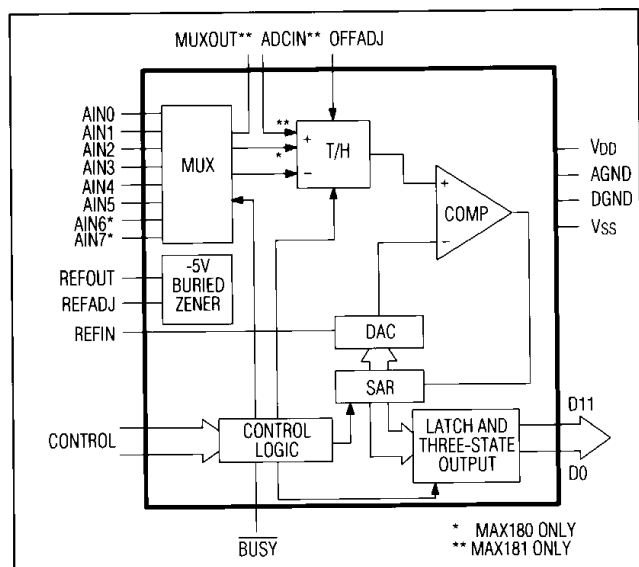 MUXOUT** ADCIN** OFFADJ
AIN0
AIN1
AIN2
AIN3
AIN4
AIN5
AIN6*
AIN7*
MUX
**
*
+
−
T/H
+
−
COMP
VDD
AGND
DGND
VSS
REFOUT
REFADJ
REFIN
-5V
BURIED
ZENER
DAC
SAR
CONTROL
CONTROL
LOGIC
LATCH AND
THREE-STATE
OUTPUT
D11
D0
BUSY
* MAX180 ONLY
** MAX181 ONLY